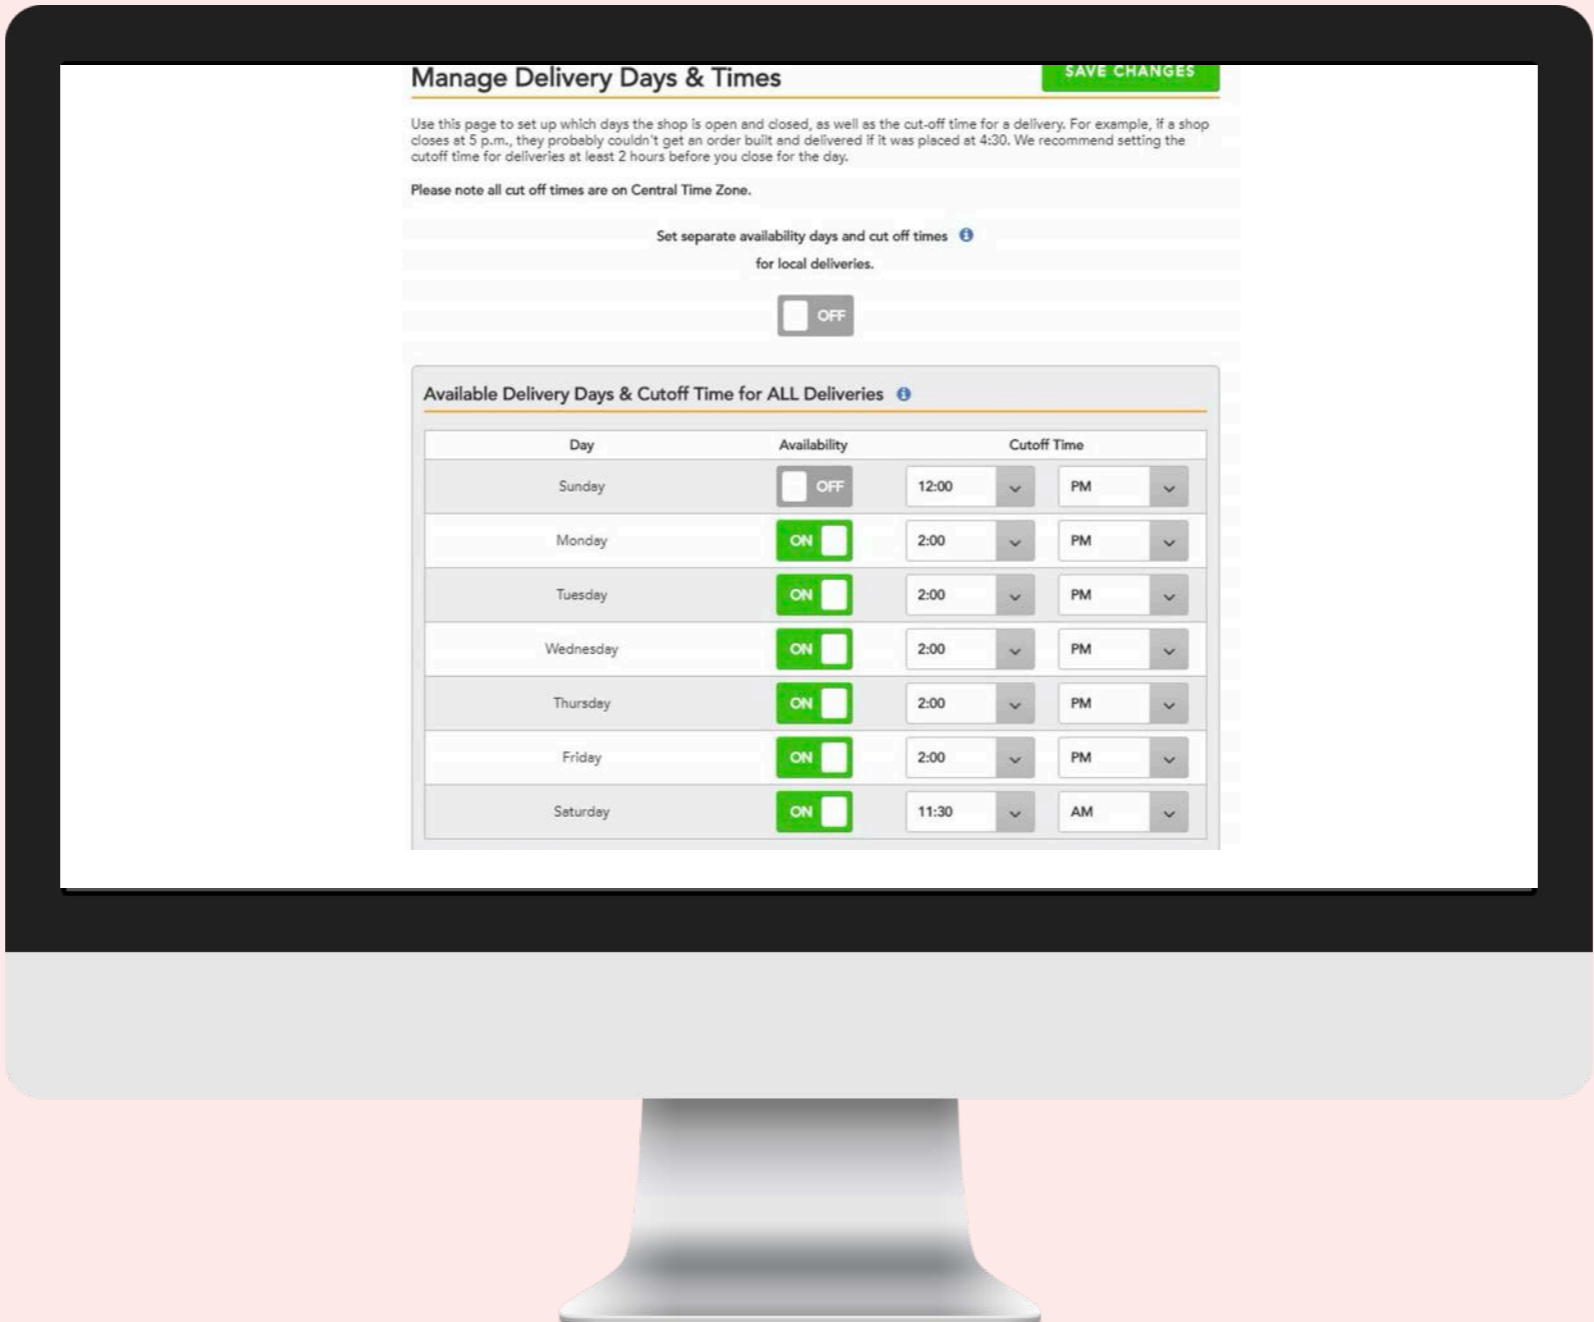 Manage Delivery Days & Times
SAVE CHANGES
Use this page to set up which days the shop is open and closed, as well as the cut-off time for a delivery. For example, if a shop
closes at 5 p.m., they probably couldn't get an order built and delivered if it was placed at 4:30. We recommend setting the
cutoff time for deliveries at least 2 hours before you close for the day.
Please note all cut off times are on Central Time Zone.
Set separate availability days and cut off times
for local deliveries.
OFF
Available Delivery Days & Cutoff Time for ALL Deliveries
Day Availability Cutoff Time
Sunday OFF 12:00 PM
Monday ON 2:00 PM
Tuesday ON 2:00 PM
Wednesday ON 2:00 PM
Thursday ON 2:00 PM
Friday ON 2:00 PM
Saturday ON 11:30 AM